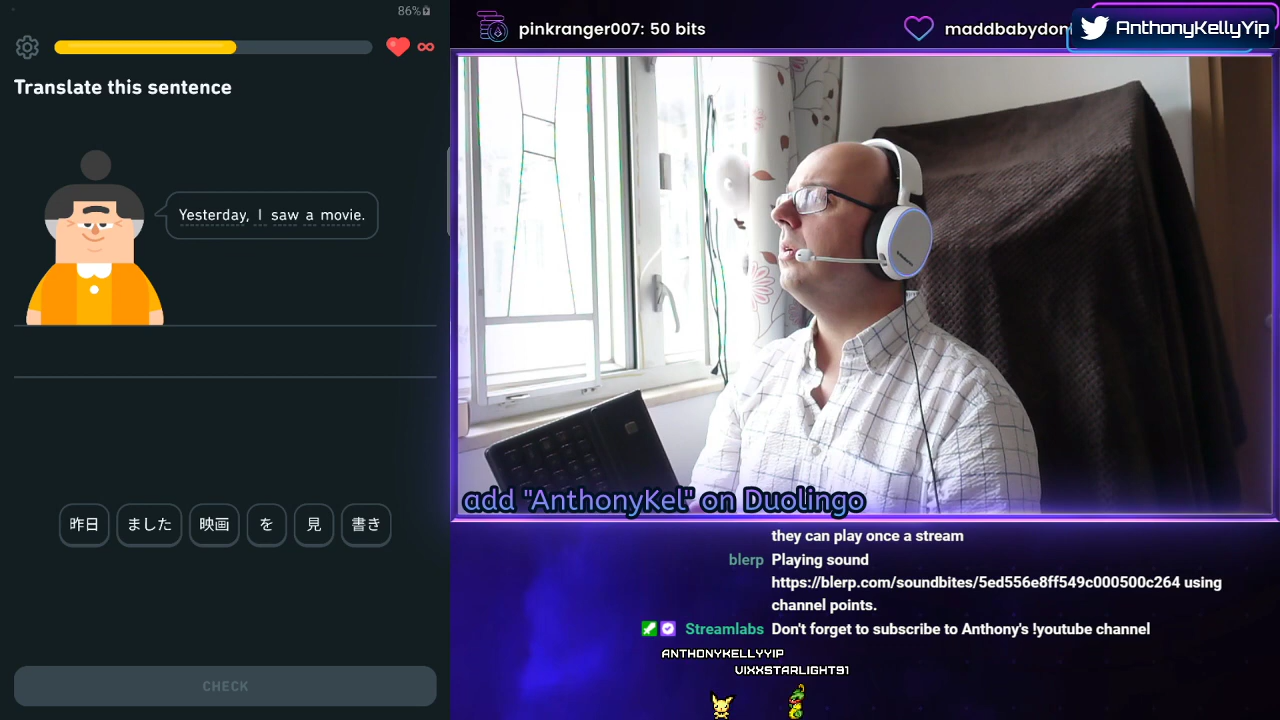 86%
Translate this sentence
Yesterday, I saw a movie.
昨日 ました 映画 を 見 書き
CHECK
pinkranger007: 50 bits
maddbabydon
AnthonyKellyYip
add "AnthonyKel" on Duolingo
they can play once a stream
blerp Playing sound
https://blerp.com/soundbites/5ed556e8ff549c000500c264 using
channel points.
Streamlabs Don't forget to subscribe to Anthony's !youtube channel
ANTHONYKELLYYIP
VIXXSTARLIGHT91